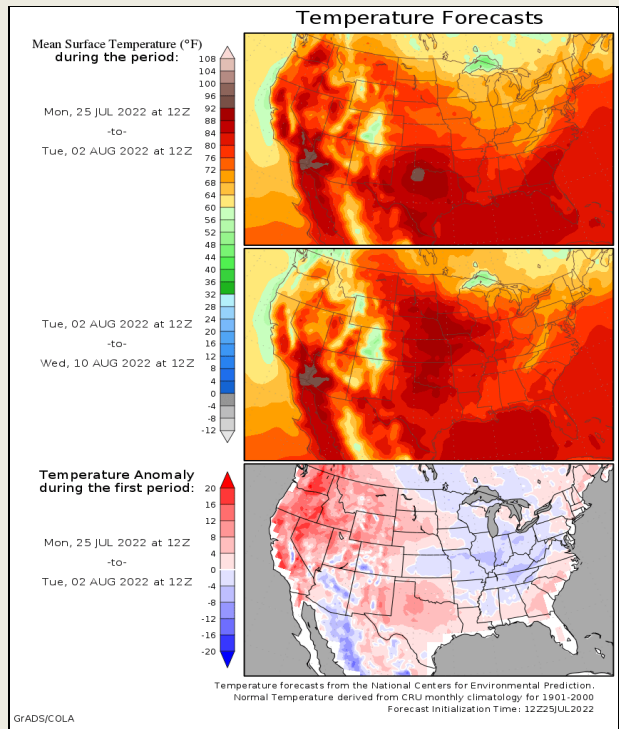 Temperature Forecasts
Mean Surface Temperature (°F)
during the period:
Mon, 25 JUL 2022 at 12Z
-to-
Tue, 02 AUG 2022 at 12Z
108
104
100
96
92
88
84
80
76
72
68
64
60
56
52
48
44
40
36
32
28
24
20
16
12
8
4
0
-4
-8
-12
Tue, 02 AUG 2022 at 12Z
-to-
Wed, 10 AUG 2022 at 12Z
Temperature Anomaly
during the first period:
Mon, 25 JUL 2022 at 12Z
-to-
Tue, 02 AUG 2022 at 12Z
20
16
12
8
4
0
-4
-8
-12
-16
-20
Temperature forecasts from the National Centers for Environmental Prediction.
Normal Temperature derived from CRU monthly climatology for 1901-2000
Forecast Initialization Time: 12Z25JUL2022
GrADS/COLA